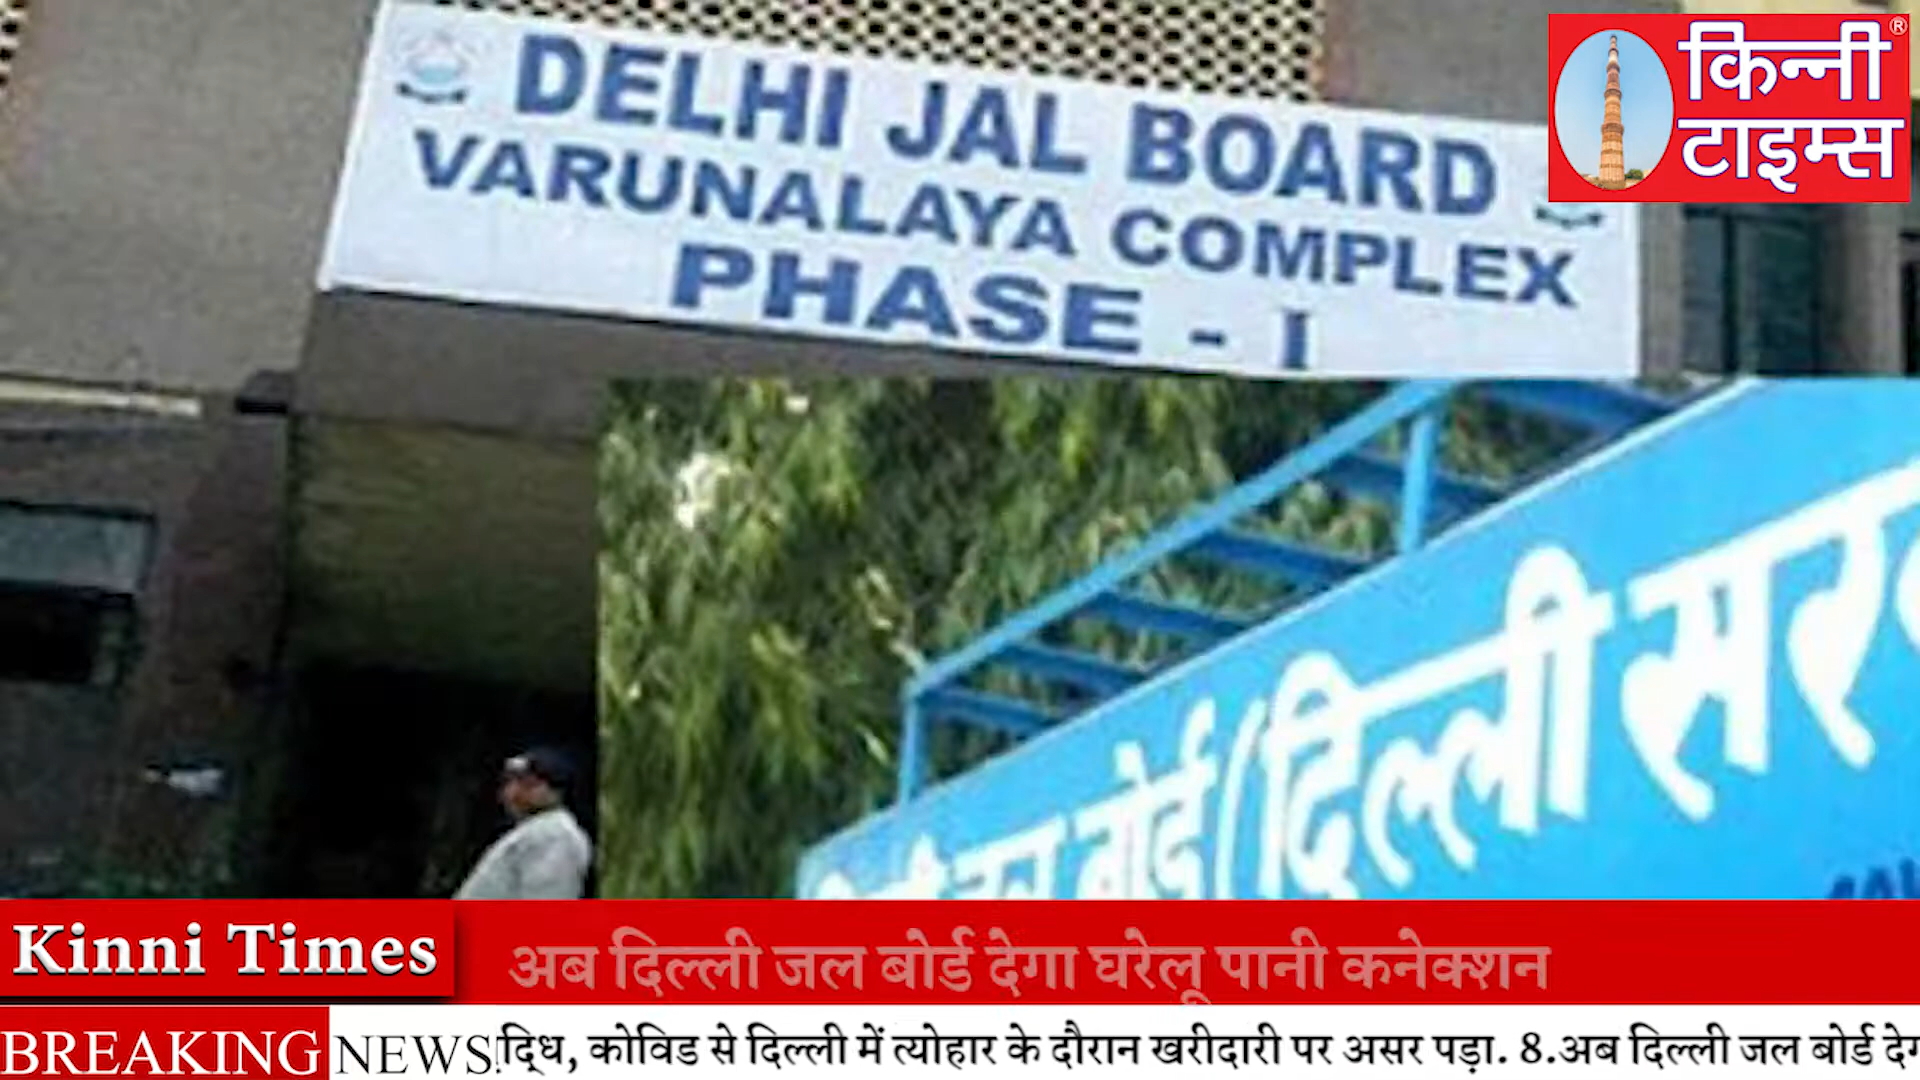 DELHI JAL BOARD
VARUNALAYA COMPLEX
PHASE - I
किन्नी
टाइम्स
®
बोर्ड (दिल्ली
Kinni Times
अब दिल्ली जल बोर्ड देगा घरेलू पानी कनेक्शन
BREAKING NEWS
कोविड से दिल्ली में त्योहार के दौरान खरीदारी पर असर पड़ा. 8.अब दिल्ली जल बोर्ड